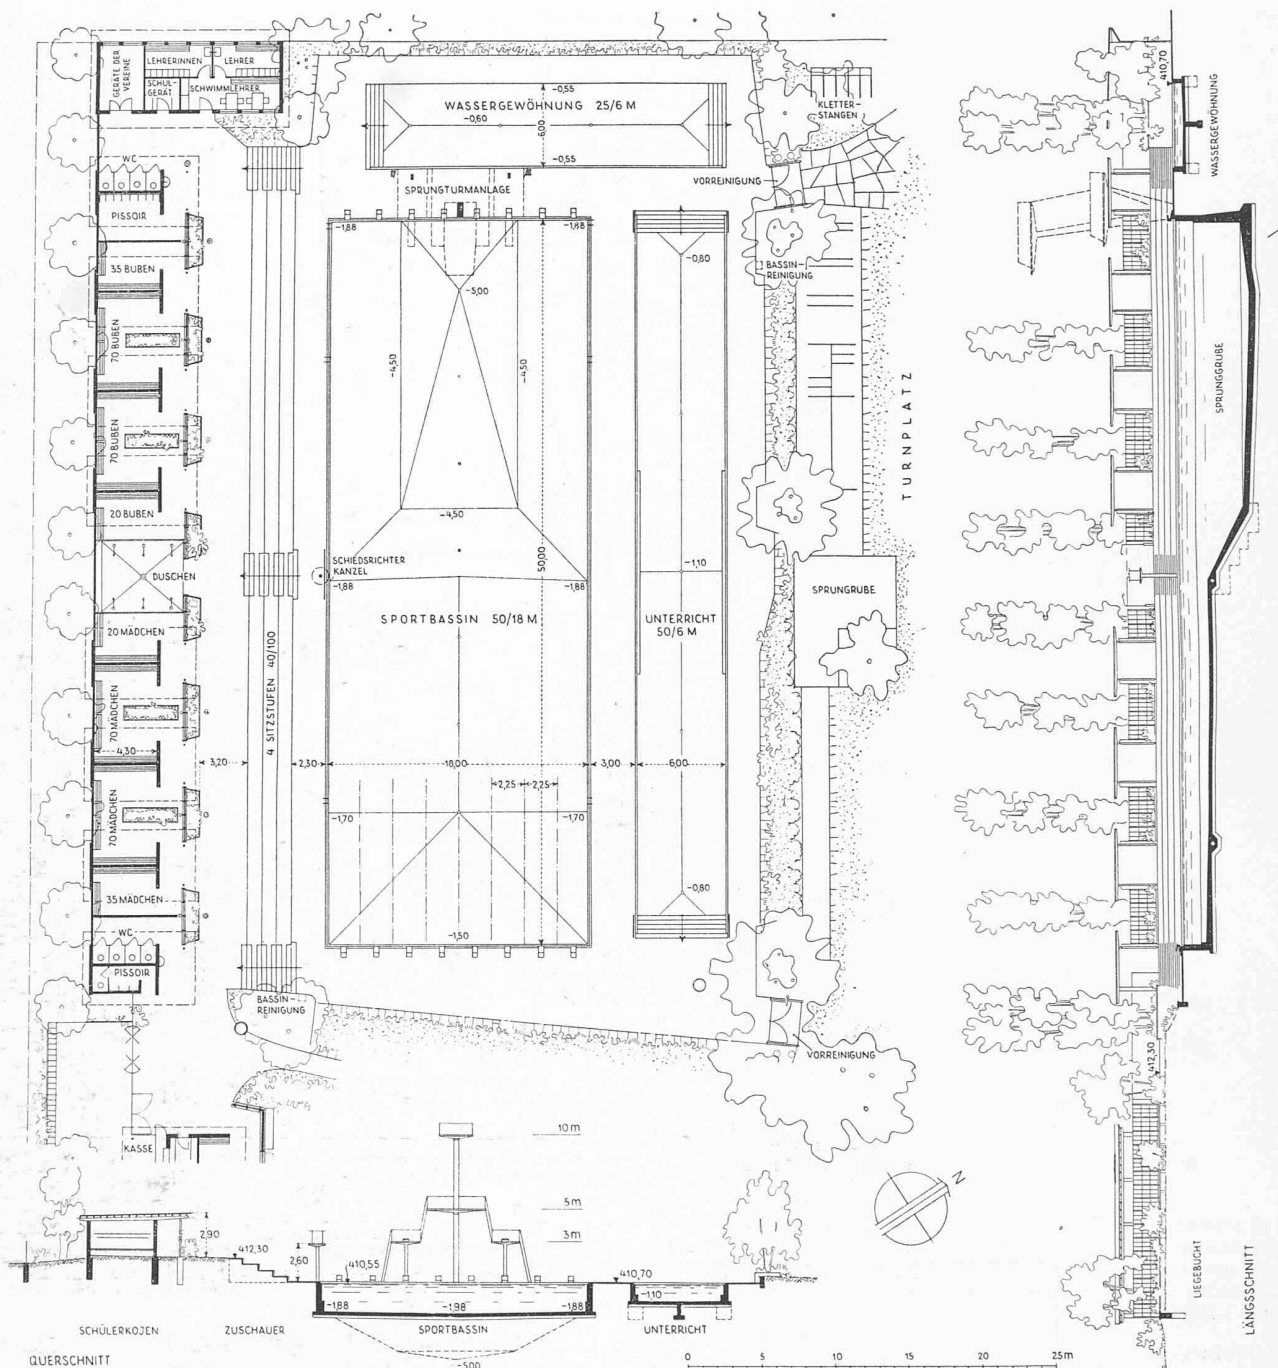 GERÄTE DER
VEREINE
LEHRERINNEN
LEHRER
SCHUL-
GERÄT
SCHWIMMLEHRER
WC
PISSOIR
35 BUBEN
70 BUBEN
70 BUBEN
20 BUBEN
DUSCHEN
20 MÄDCHEN
70 MÄDCHEN
4,30
70 MÄDCHEN
35 MÄDCHEN
WC
PISSOIR
KASSE
3,20
4 SITZSTUFEN 40/100
2,30
BASSIN-
REINIGUNG
WASSERGEWÖHNUNG 25/6 M
-0,55
-0,60
6,00
-0,55
SPRUNGTURMANLAGE
-1,88
-1,88
-5,00
-4,50
-4,50
-4,50
50,00
SCHIEDSRICHTER
KANZEL
-1,88
-1,88
SPORTBASSIN 50/18 M
18,00
2,25
2,25
-1,70
-1,70
-1,50
3,00
-0,80
-1,10
UNTERRICHT
50/6 M
6,00
-0,80
KLETTER-
STANGEN
VORREINIGUNG
BASSIN-
REINIGUNG
TURNPLATZ
SPRUNGRUBE
VORREINIGUNG
N
410,70
WASSERGEWÖHNUNG
SPRUNGGRUBE
412,30
LIEGEBUCHT
LÄNGSSCHNITT
10 m
5 m
3 m
2,90
412,30
2,60
410,55
410,70
-1,88
-1,98
-1,88
-1,10
-5,00
SCHÜLERKOJEN
ZUSCHAUER
SPORTBASSIN
UNTERRICHT
QUERSCHNITT
0 5 10 15 20 25 m